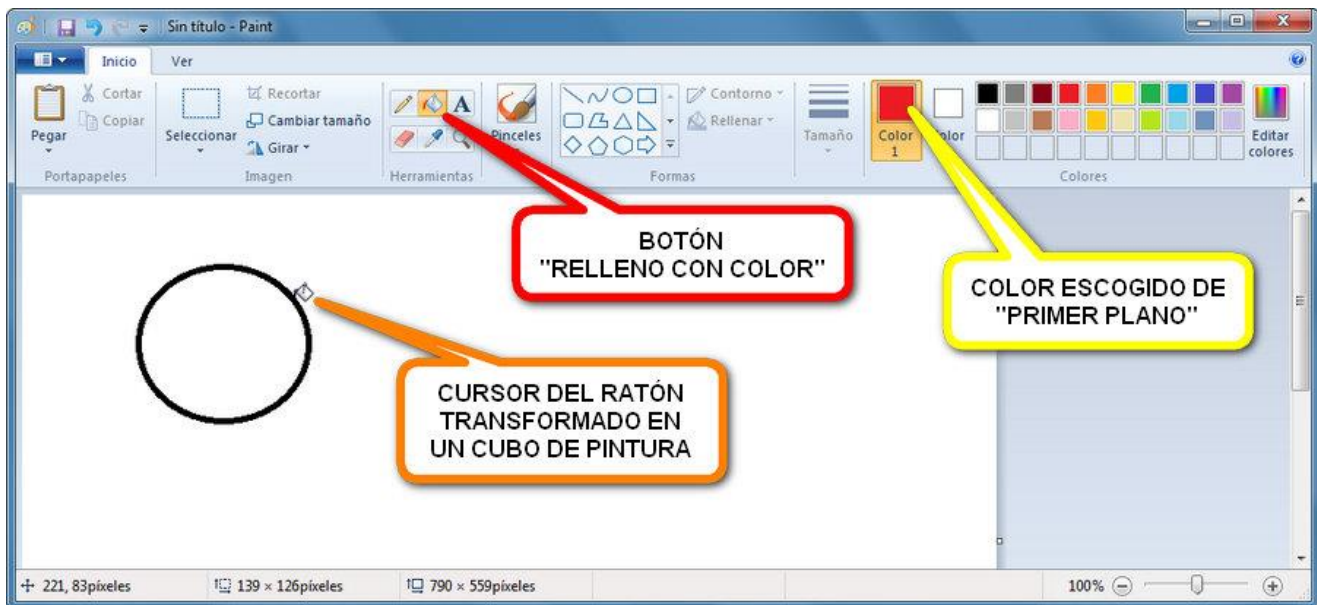 Sin título - Paint
Inicio Ver
Cortar
Copiar
Pegar
Portapapeles
Seleccionar
Recortar
Cambiar tamaño
Girar
Imagen
A
Herramientas
Pinceles
Contorno
Rellenar
Formas
Tamaño
Color
1
Color
Editar
colores
Colores
BOTÓN
"RELLENO CON COLOR"
COLOR ESCOGIDO DE
"PRIMER PLANO"
CURSOR DEL RATÓN
TRANSFORMADO EN
UN CUBO DE PINTURA
221, 83píxeles 139 × 126píxeles 790 × 559píxeles 100%